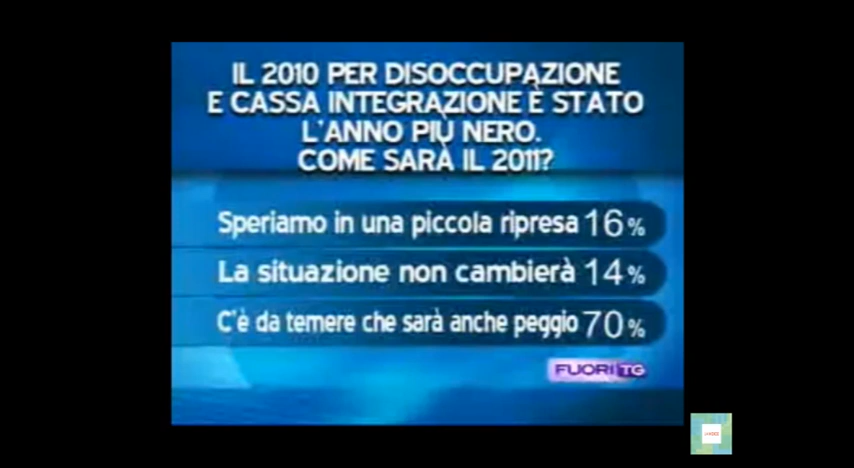 IL 2010 PER DISOCCUPAZIONE
E CASSA INTEGRAZIONE È STATO
L'ANNO PIÙ NERO.
COME SARÀ IL 2011?
Speriamo in una piccola ripresa 16%
La situazione non cambierà 14%
C'è da temere che sarà anche peggio 70%
FUORI TG